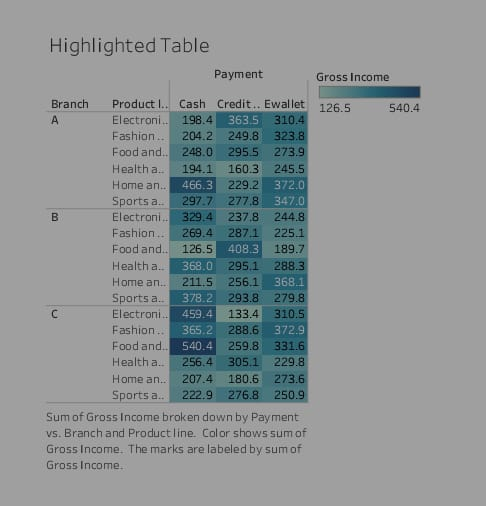 Highlighted Table
Payment
Gross Income
126.5 540.4
Branch Product l.. Cash Credit .. Ewallet
A Electroni.. 198.4 363.5 310.4
Fashion .. 204.2 249.8 323.8
Food and.. 248.0 295.5 273.9
Health a.. 194.1 160.3 245.5
Home an.. 466.3 229.2 372.0
Sports a.. 297.7 277.8 347.0
B Electroni.. 329.4 237.8 244.8
Fashion .. 269.4 287.1 225.1
Food and.. 126.5 408.3 189.7
Health a.. 368.0 295.1 288.3
Home an.. 211.5 256.1 368.1
Sports a.. 378.2 293.8 279.8
C Electroni.. 459.4 133.4 310.5
Fashion .. 365.2 288.6 372.9
Food and.. 540.4 259.8 331.6
Health a.. 256.4 305.1 229.8
Home an.. 207.4 180.6 273.6
Sports a.. 222.9 276.8 250.9
Sum of Gross Income broken down by Payment
vs. Branch and Product line. Color shows sum of
Gross Income. The marks are labeled by sum of
Gross Income.